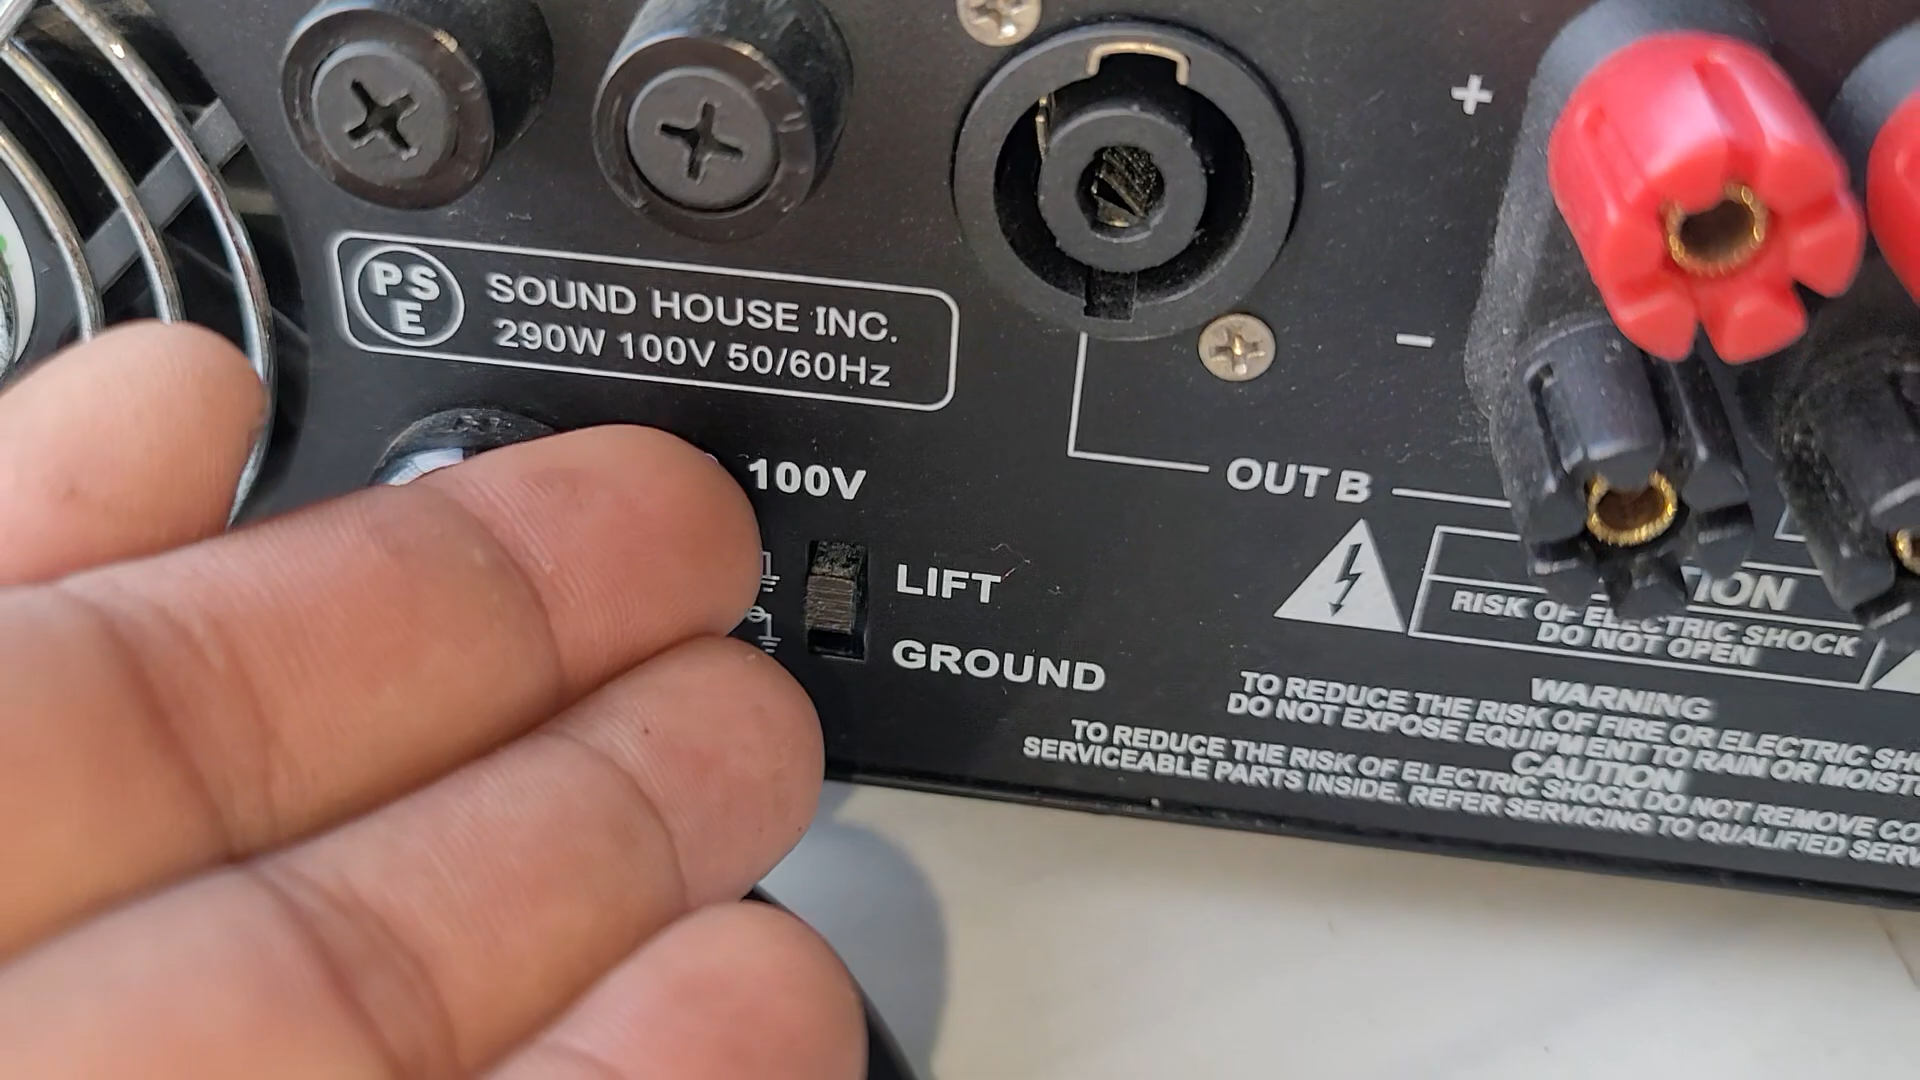 +
PS
E
SOUND HOUSE INC.
290W 100V 50/60Hz
−
100V
OUT B
LIFT
GROUND
RISK OF ELECTRIC SHOCK
DO NOT OPEN
WARNING
TO REDUCE THE RISK OF FIRE OR ELECTRIC
DO NOT EXPOSE EQUIPMENT TO RAIN OR
CAUTION
TO REDUCE THE RISK OF ELECTRIC SHOCK DO NOT REMOVE
SERVICEABLE PARTS INSIDE. REFER SERVICING TO QUALIFIED